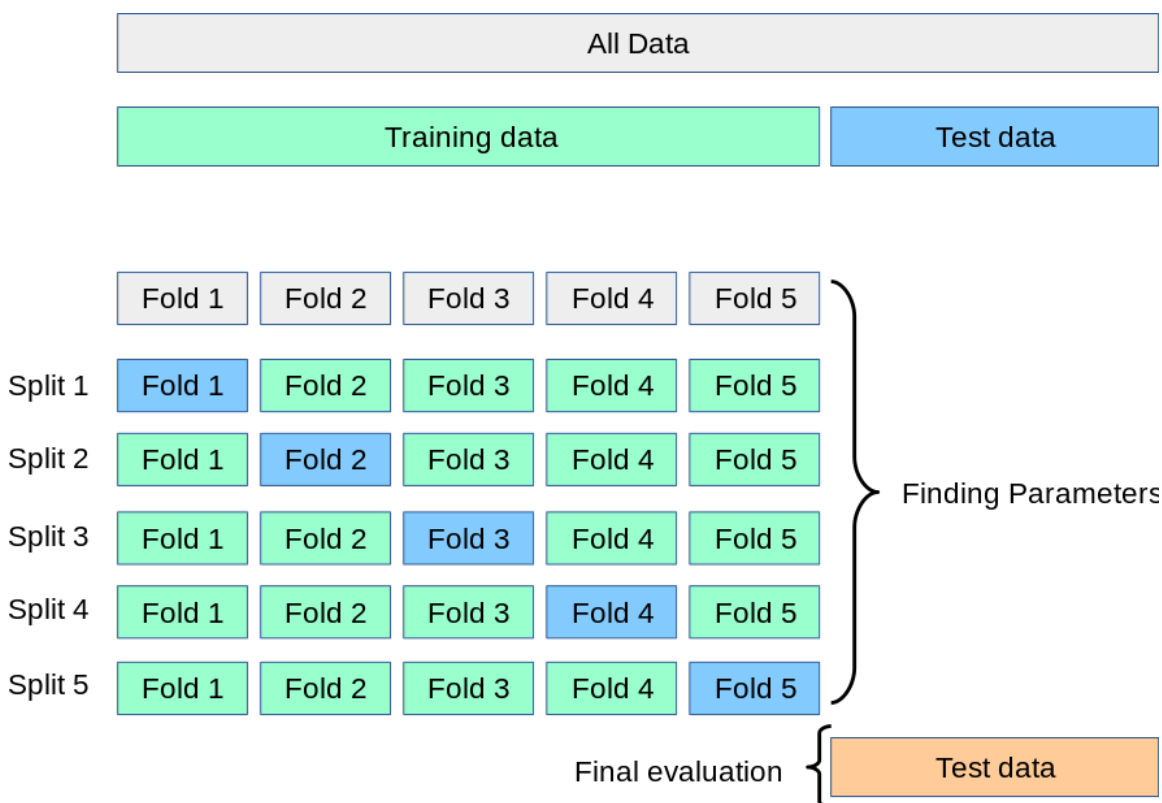 All Data
Training data Test data
Fold 1 Fold 2 Fold 3 Fold 4 Fold 5
Split 1 Fold 1 Fold 2 Fold 3 Fold 4 Fold 5
Split 2 Fold 1 Fold 2 Fold 3 Fold 4 Fold 5
Finding Parameters
Split 3 Fold 1 Fold 2 Fold 3 Fold 4 Fold 5
Split 4 Fold 1 Fold 2 Fold 3 Fold 4 Fold 5
Split 5 Fold 1 Fold 2 Fold 3 Fold 4 Fold 5
Final evaluation Test data